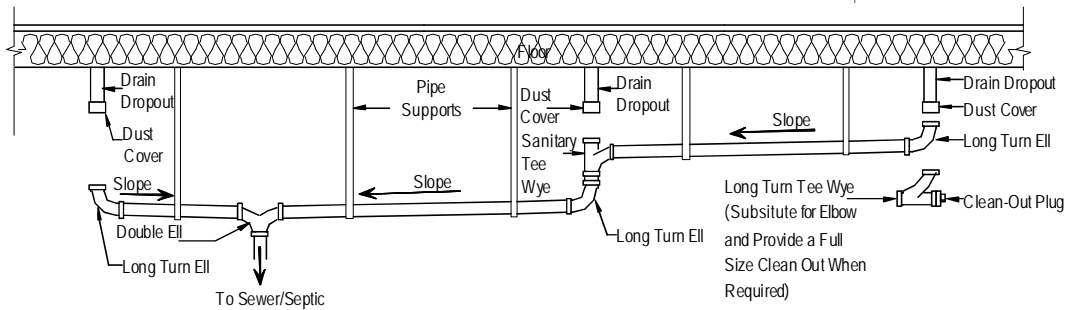 Floor
Drain
Dropout
Dust
Cover
Pipe
Supports
Dust
Cover
Sanitary
Tee
Wye
Drain
Dropout
Slope
Drain Dropout
Dust Cover
Long Turn Ell
Slope
Double Ell
Long Turn Ell
Slope
Long Turn Ell
To Sewer/Septic
Long Turn Tee Wye
(Subsitute for Elbow
and Provide a Full
Size Clean Out When
Required)
Clean-Out Plug